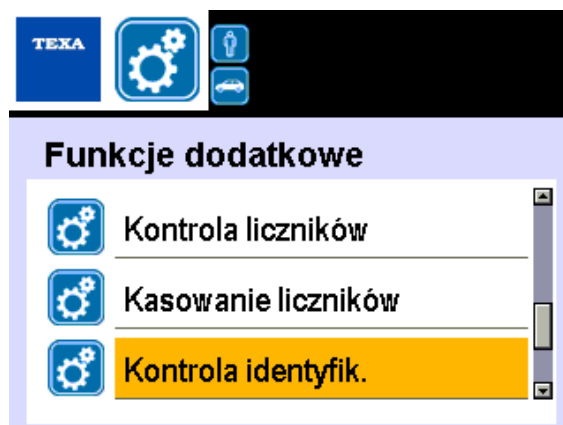 TEXA
Funkcje dodatkowe
Kontrola liczników
Kasowanie liczników
Kontrola identyfik.